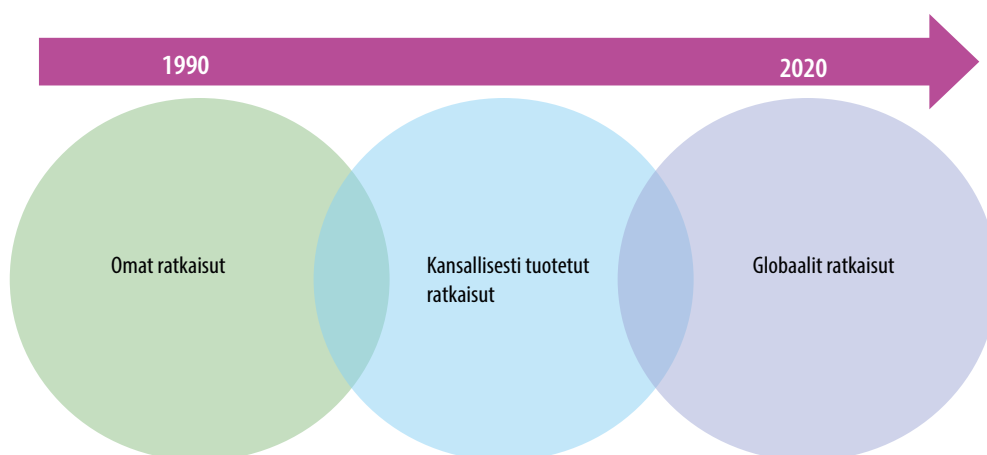 1990 2020
Omat ratkaisut
Kansallisesti tuotetut
ratkaisut
Globaalit ratkaisut